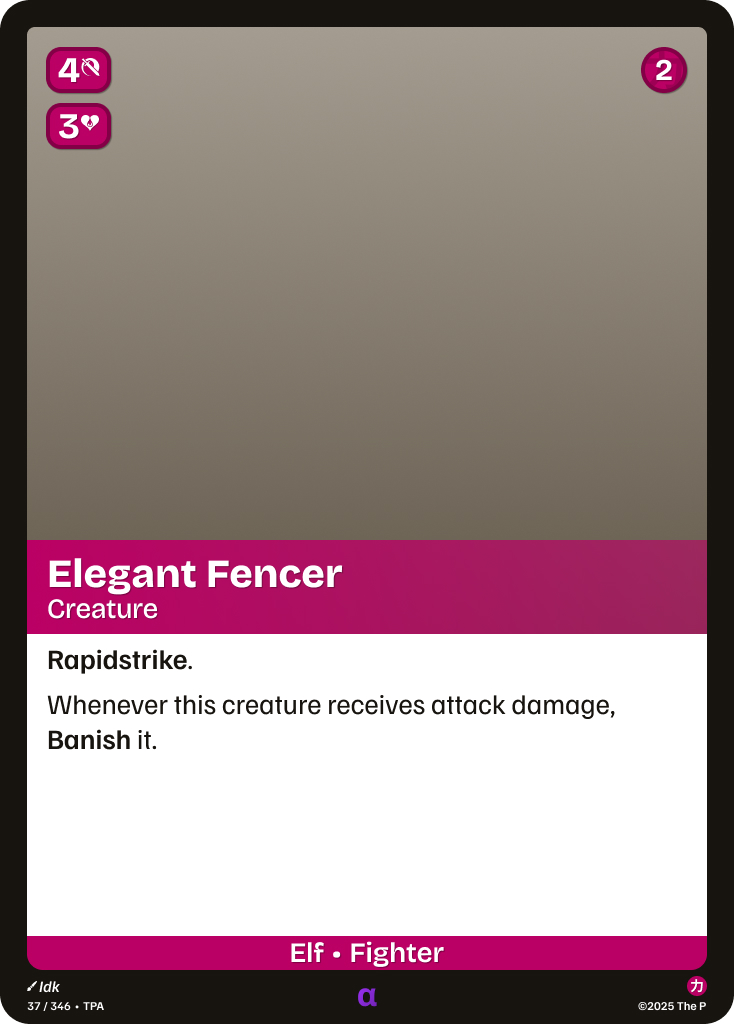 4
2
3
Elegant Fencer
Creature
Rapidstrike.
Whenever this creature receives attack damage,
Banish it.
Elf • Fighter
Idk
カ
37 / 346 • TPA
α
©2025 The P